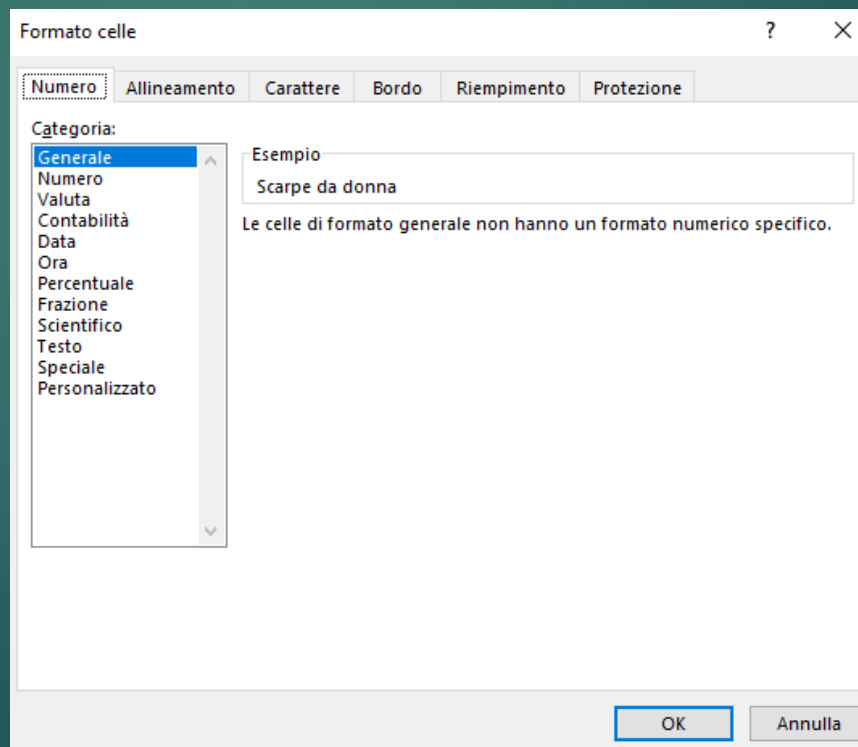 Formato celle ?
Numero Allineamento Carattere Bordo Riempimento Protezione
Categoria:
Generale
Numero
Valuta
Contabilità
Data
Ora
Percentuale
Frazione
Scientifico
Testo
Speciale
Personalizzato
Esempio
Scarpe da donna
Le celle di formato generale non hanno un formato numerico specifico.
OK Annulla